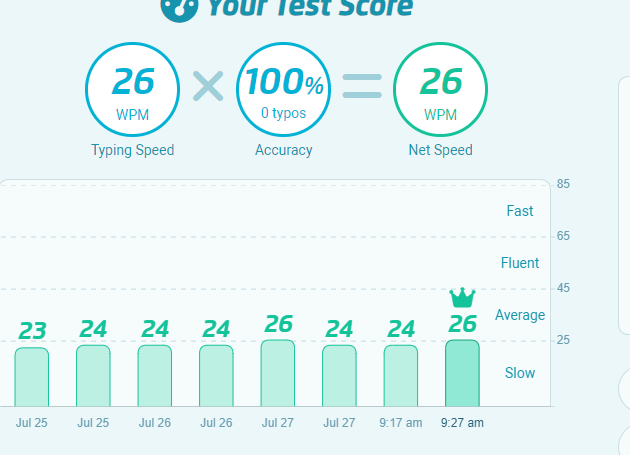 Your Test Score
26 100% 26
WPM 0 typos WPM
Typing Speed Accuracy Net Speed
85
Fast
65
Fluent
45
Average
23 24 24 24 26 24 24 26
25
Slow
Jul 25 Jul 25 Jul 26 Jul 26 Jul 27 Jul 27 9:17 am 9:27 am